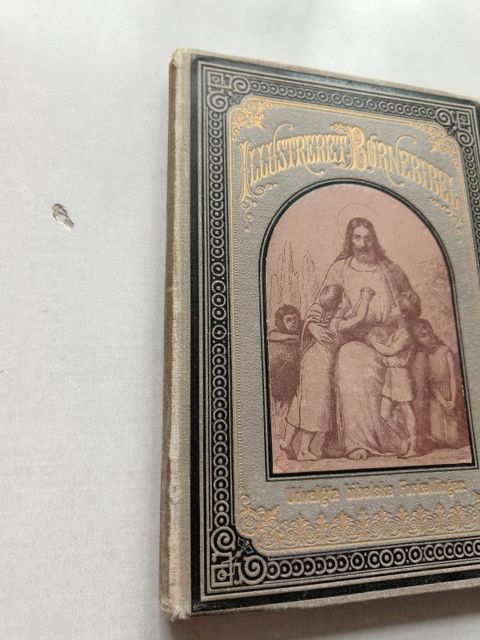 ILLUSTRERET BØRNEBIBEL
Udvalgte bibelske Fortællinger